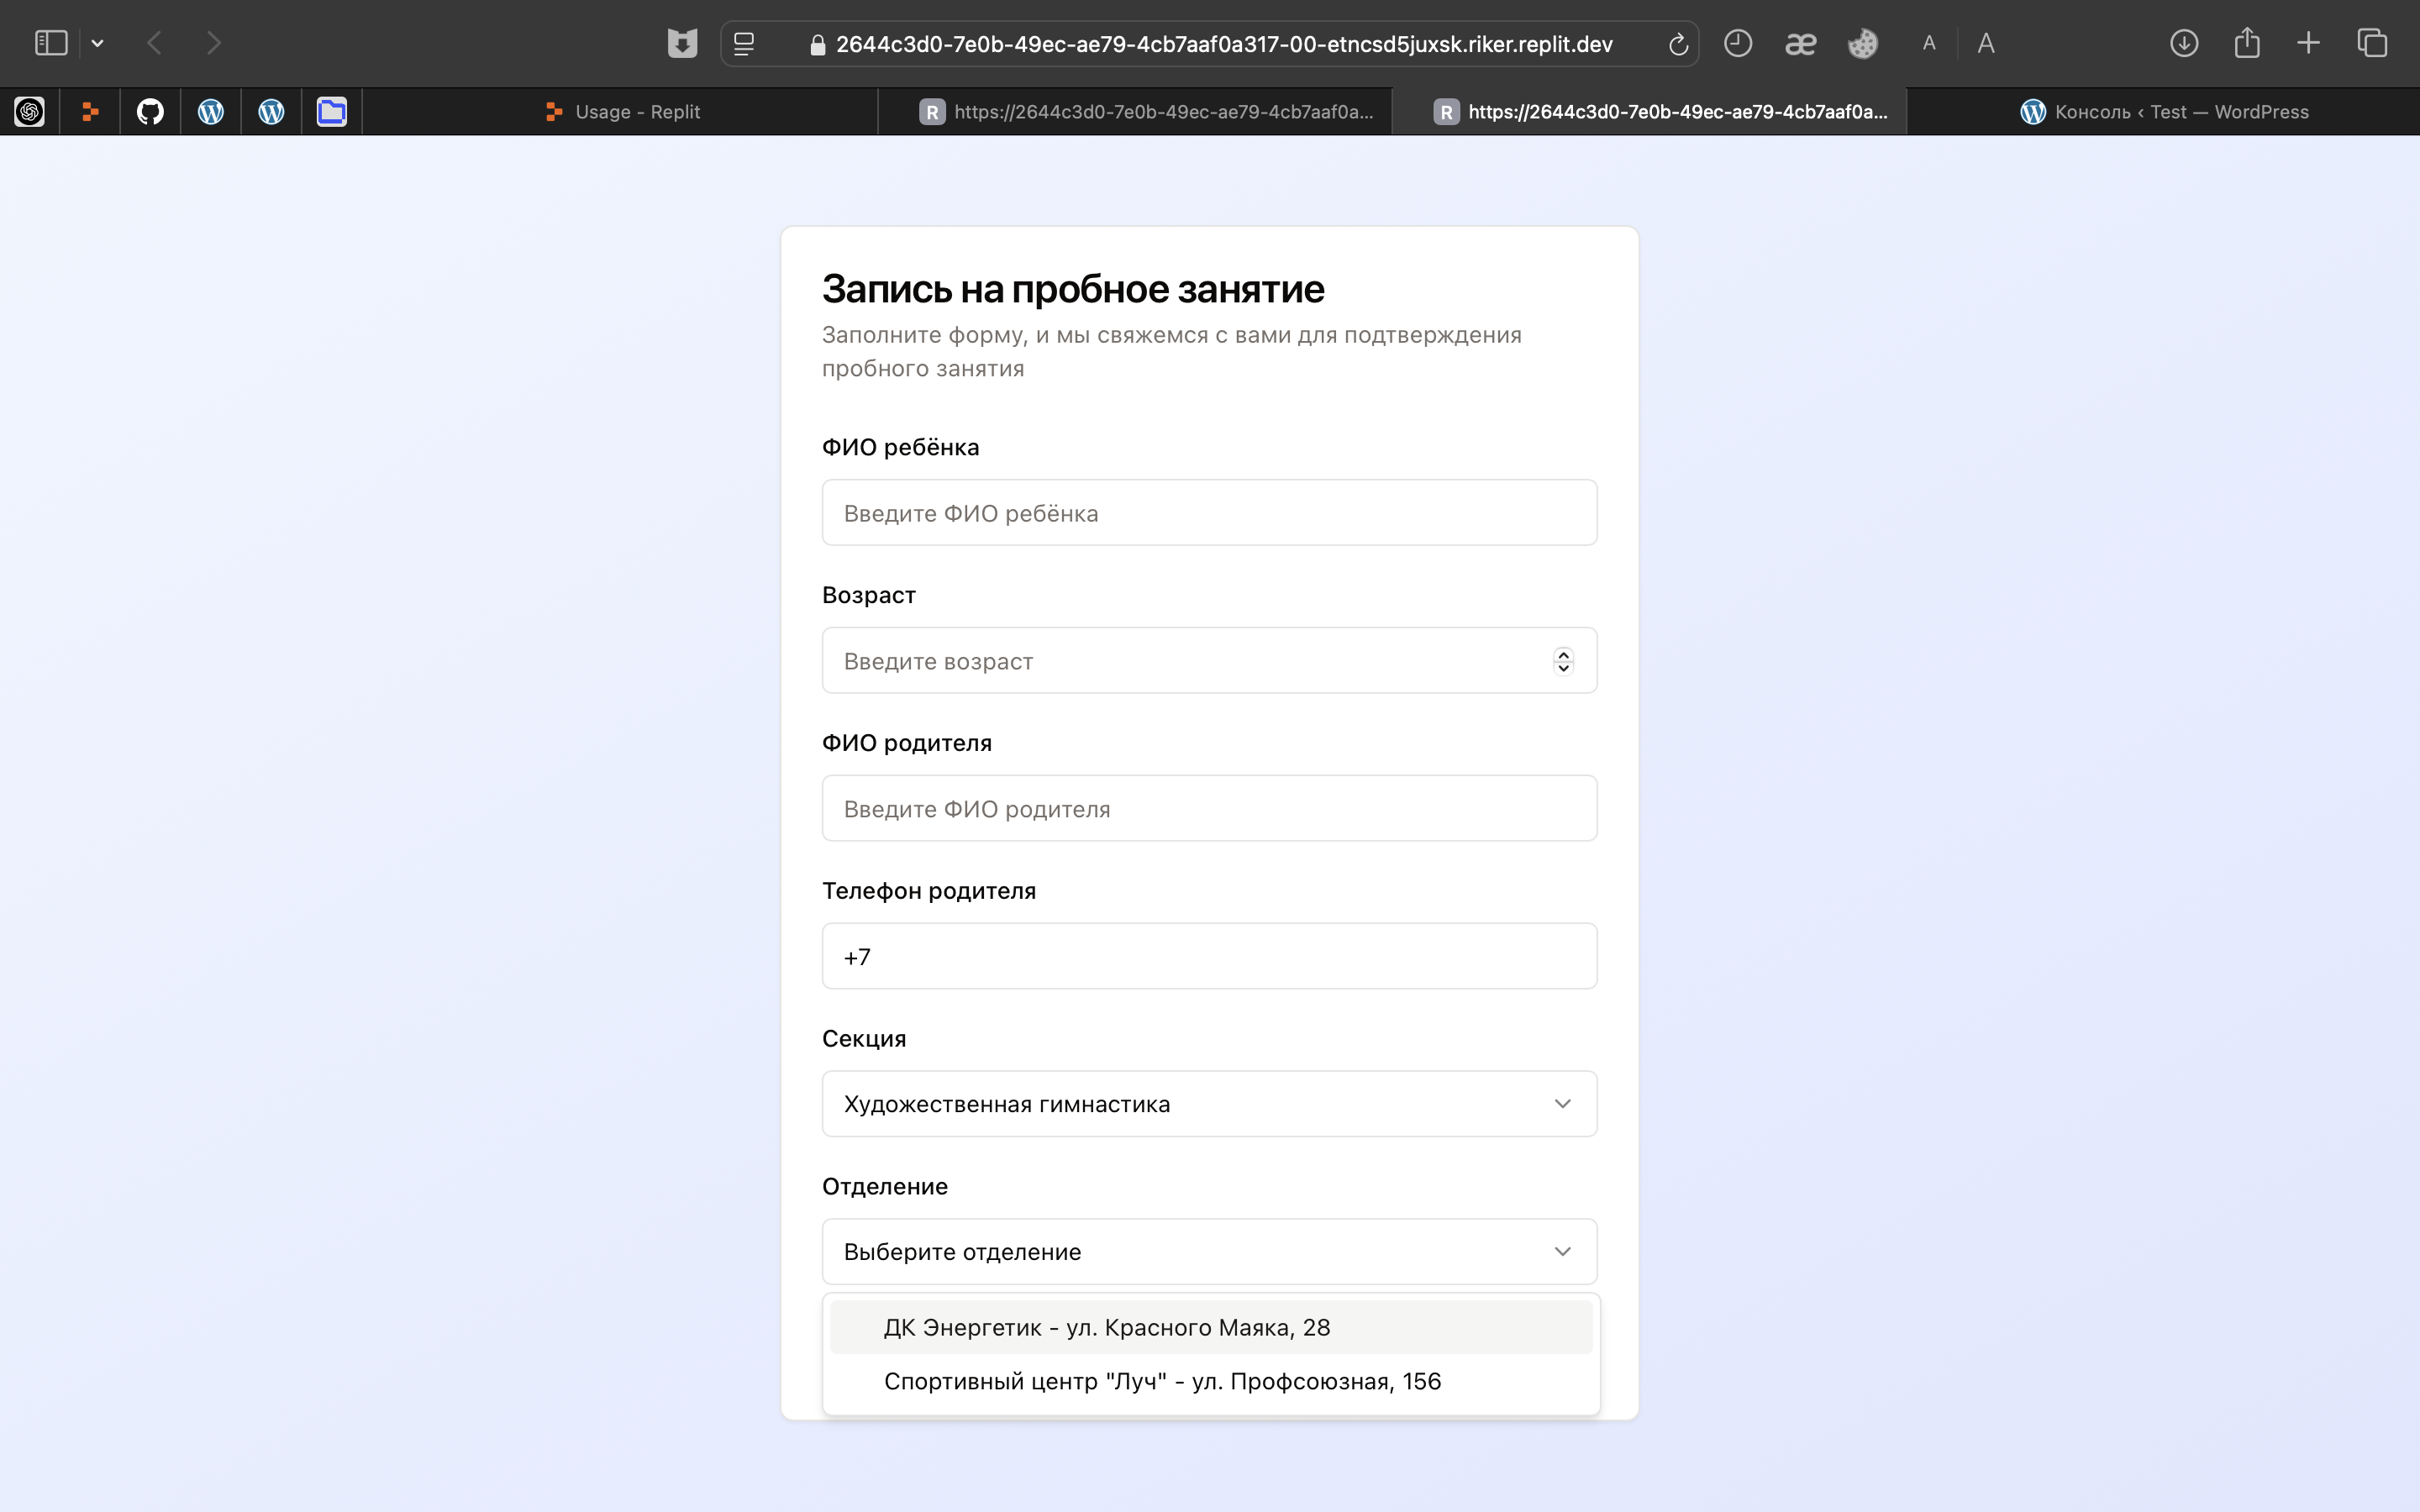 2644c3d0-7e0b-49ec-ae79-4cb7aaf0a317-00-etncsd5juxsk.riker.replit.dev
æ
A
A
Usage - Replit
R https://2644c3d0-7e0b-49ec-ae79-4cb7aaf0a...
R https://2644c3d0-7e0b-49ec-ae79-4cb7aaf0a...
Консоль ‹ Test — WordPress
Запись на пробное занятие
Заполните форму, и мы свяжемся с вами для подтверждения
пробного занятия
ФИО ребёнка
Введите ФИО ребёнка
Возраст
Введите возраст
ФИО родителя
Введите ФИО родителя
Телефон родителя
+7
Секция
Художественная гимнастика
Отделение
Выберите отделение
ДК Энергетик - ул. Красного Маяка, 28
Спортивный центр "Луч" - ул. Профсоюзная, 156